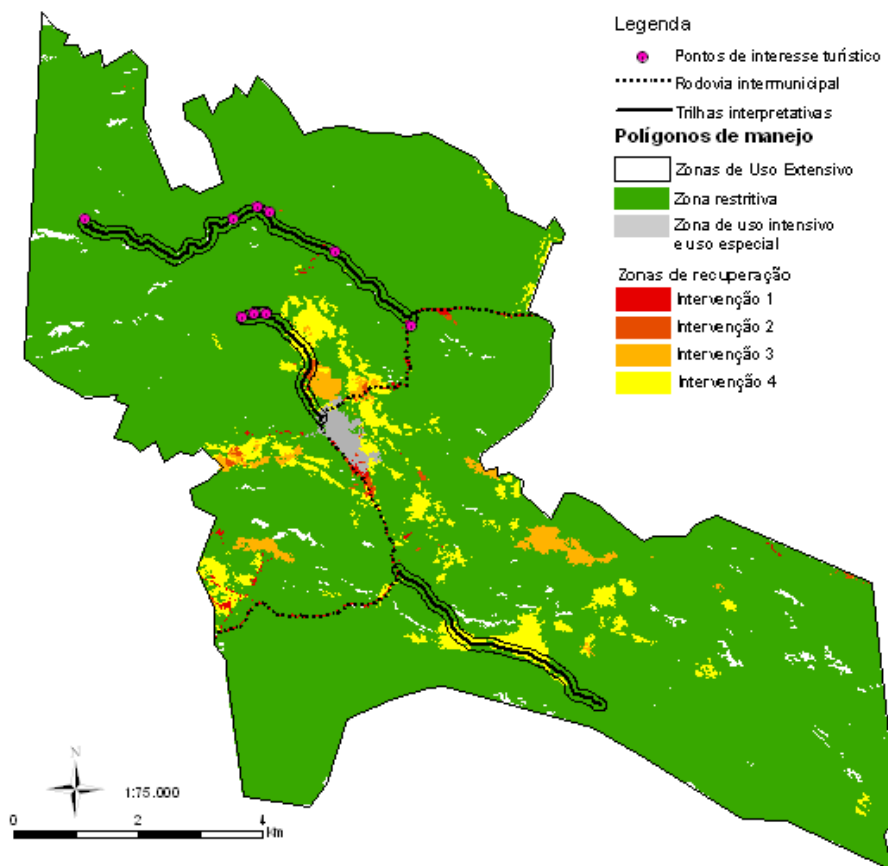 Legenda
Pontos de interesse turístico
Rodovia intermunicipal
Trilhas interpretativas
Polígonos de manejo
Zonas de Uso Extensivo
Zona restritiva
Zona de uso intensivo
e uso especial
Zonas de recuperação
Intervenção 1
Intervenção 2
Intervenção 3
Intervenção 4
N
1:75.000
0 2 4
km